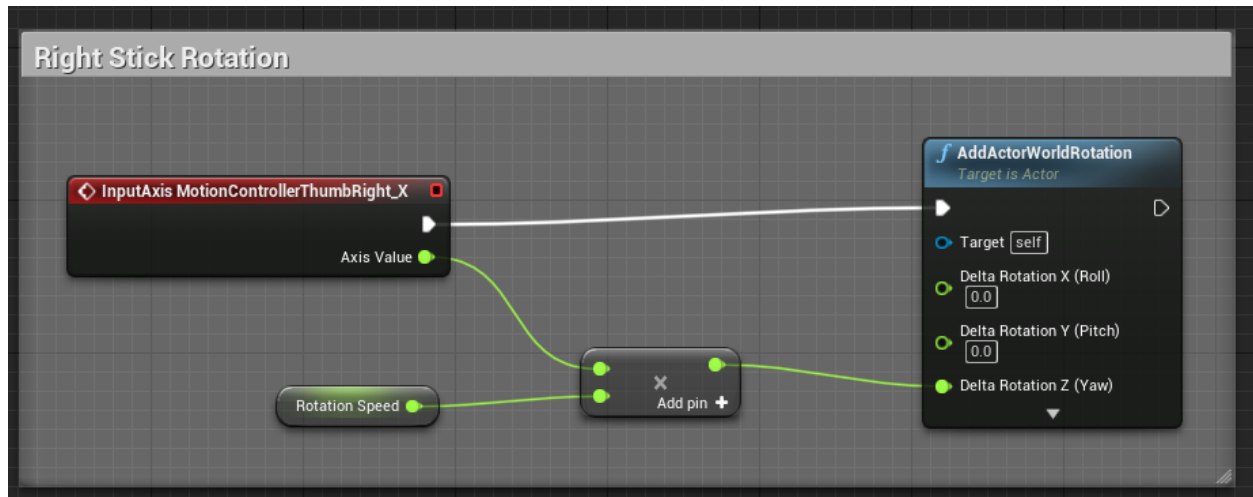 Right Stick Rotation
InputAxis MotionControllerThumbRight_X
Axis Value
Rotation Speed
×
Add pin +
f AddActorWorldRotation
Target is Actor
Target self
Delta Rotation X (Roll)
0.0
Delta Rotation Y (Pitch)
0.0
Delta Rotation Z (Yaw)